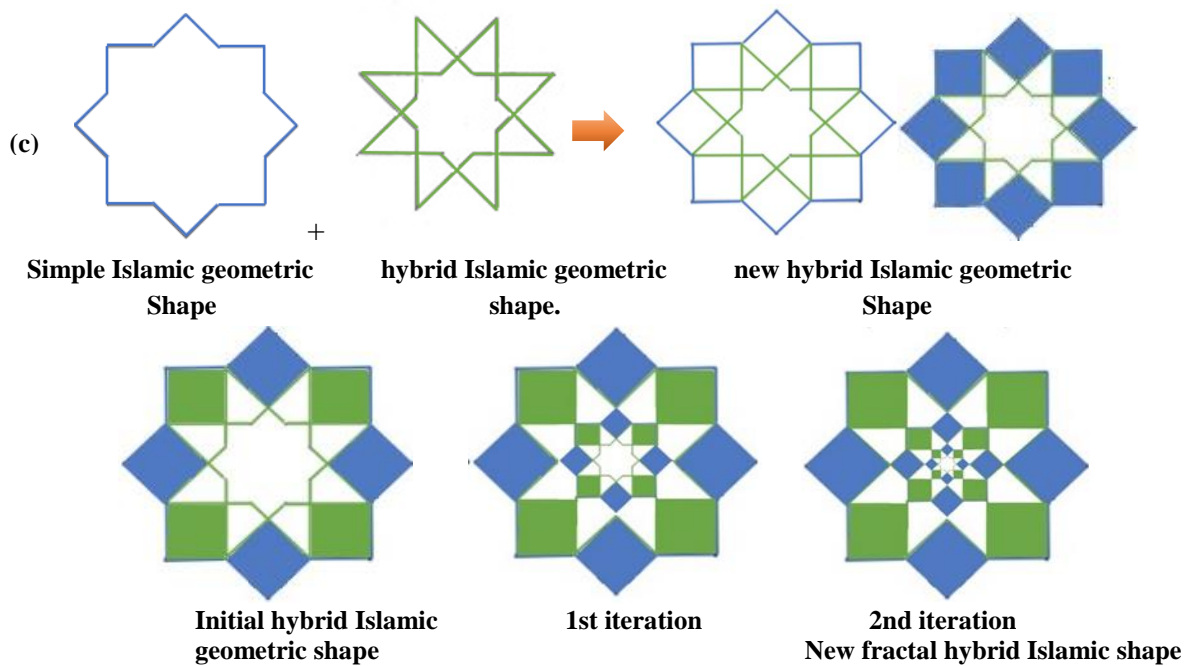 (c)
+
Simple Islamic geometric
Shape
hybrid Islamic geometric
shape.
new hybrid Islamic geometric
Shape
Initial hybrid Islamic
geometric shape
1st iteration
2nd iteration
New fractal hybrid Islamic shape